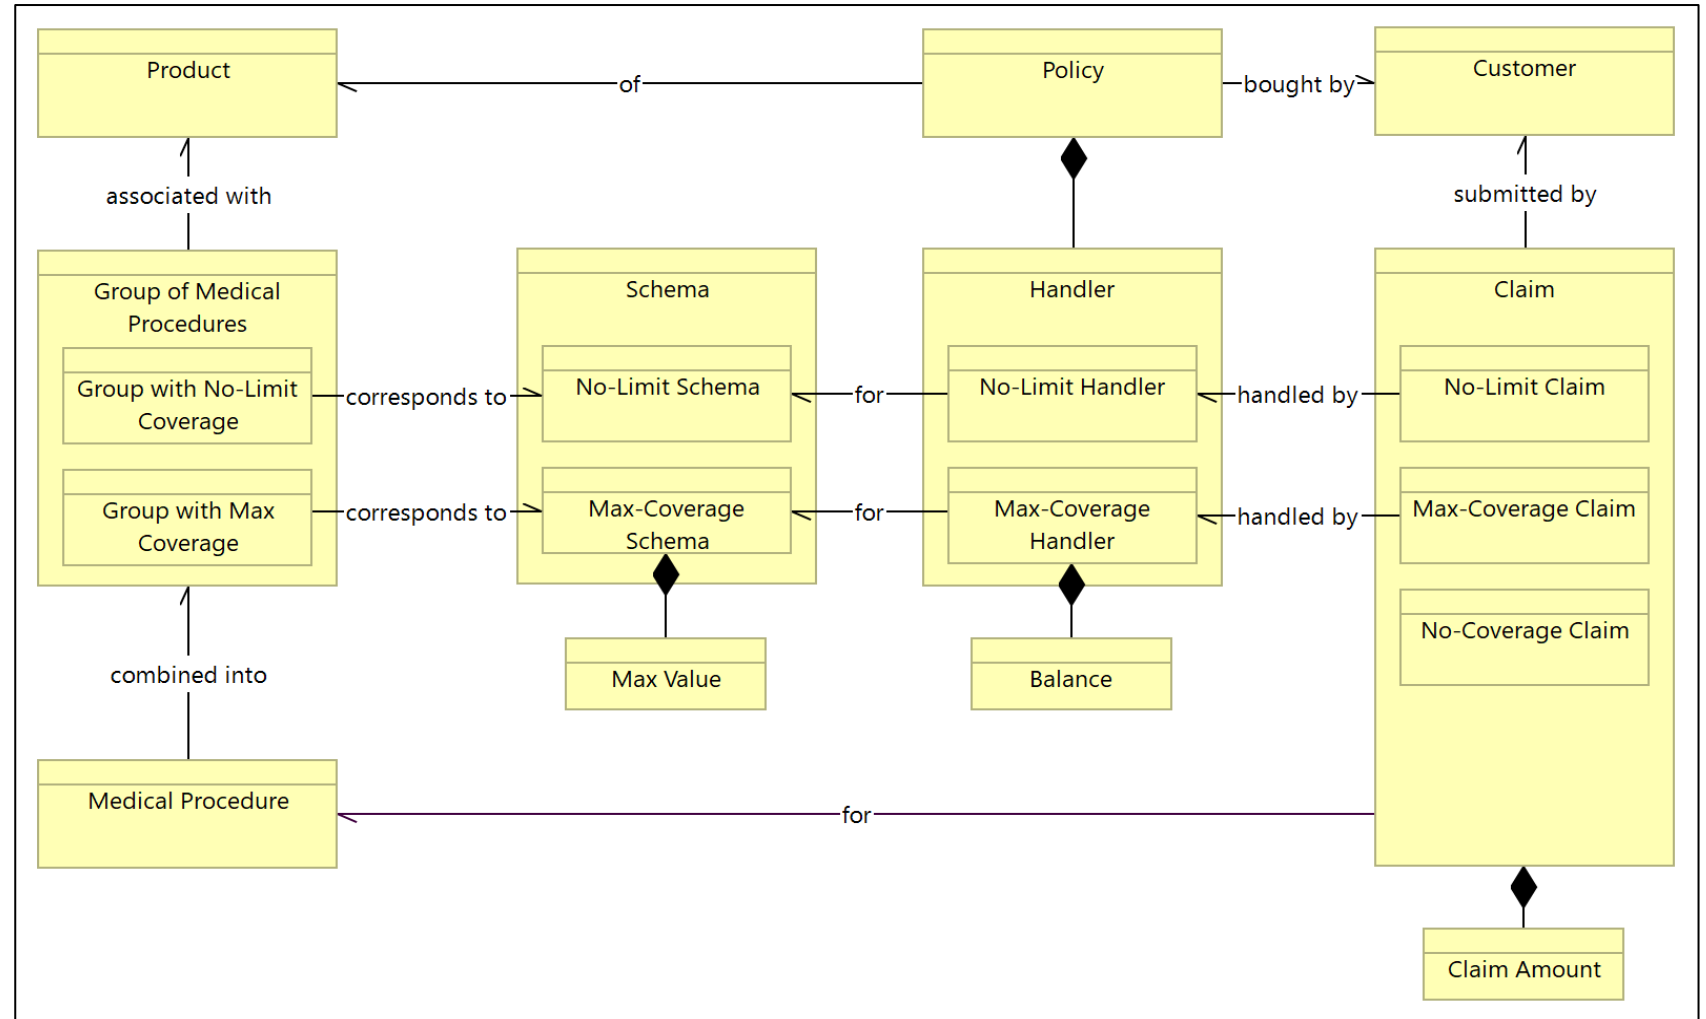 Product
of
Policy
bought by
Customer
associated with
submitted by
Group of Medical
Procedures
Schema
Handler
Claim
Group with No-Limit
Coverage
corresponds to
No-Limit Schema
for
No-Limit Handler
handled by
No-Limit Claim
Group with Max
Coverage
corresponds to
Max-Coverage
Schema
for
Max-Coverage
Handler
handled by
Max-Coverage Claim
No-Coverage Claim
combined into
Max Value
Balance
Medical Procedure
for
Claim Amount